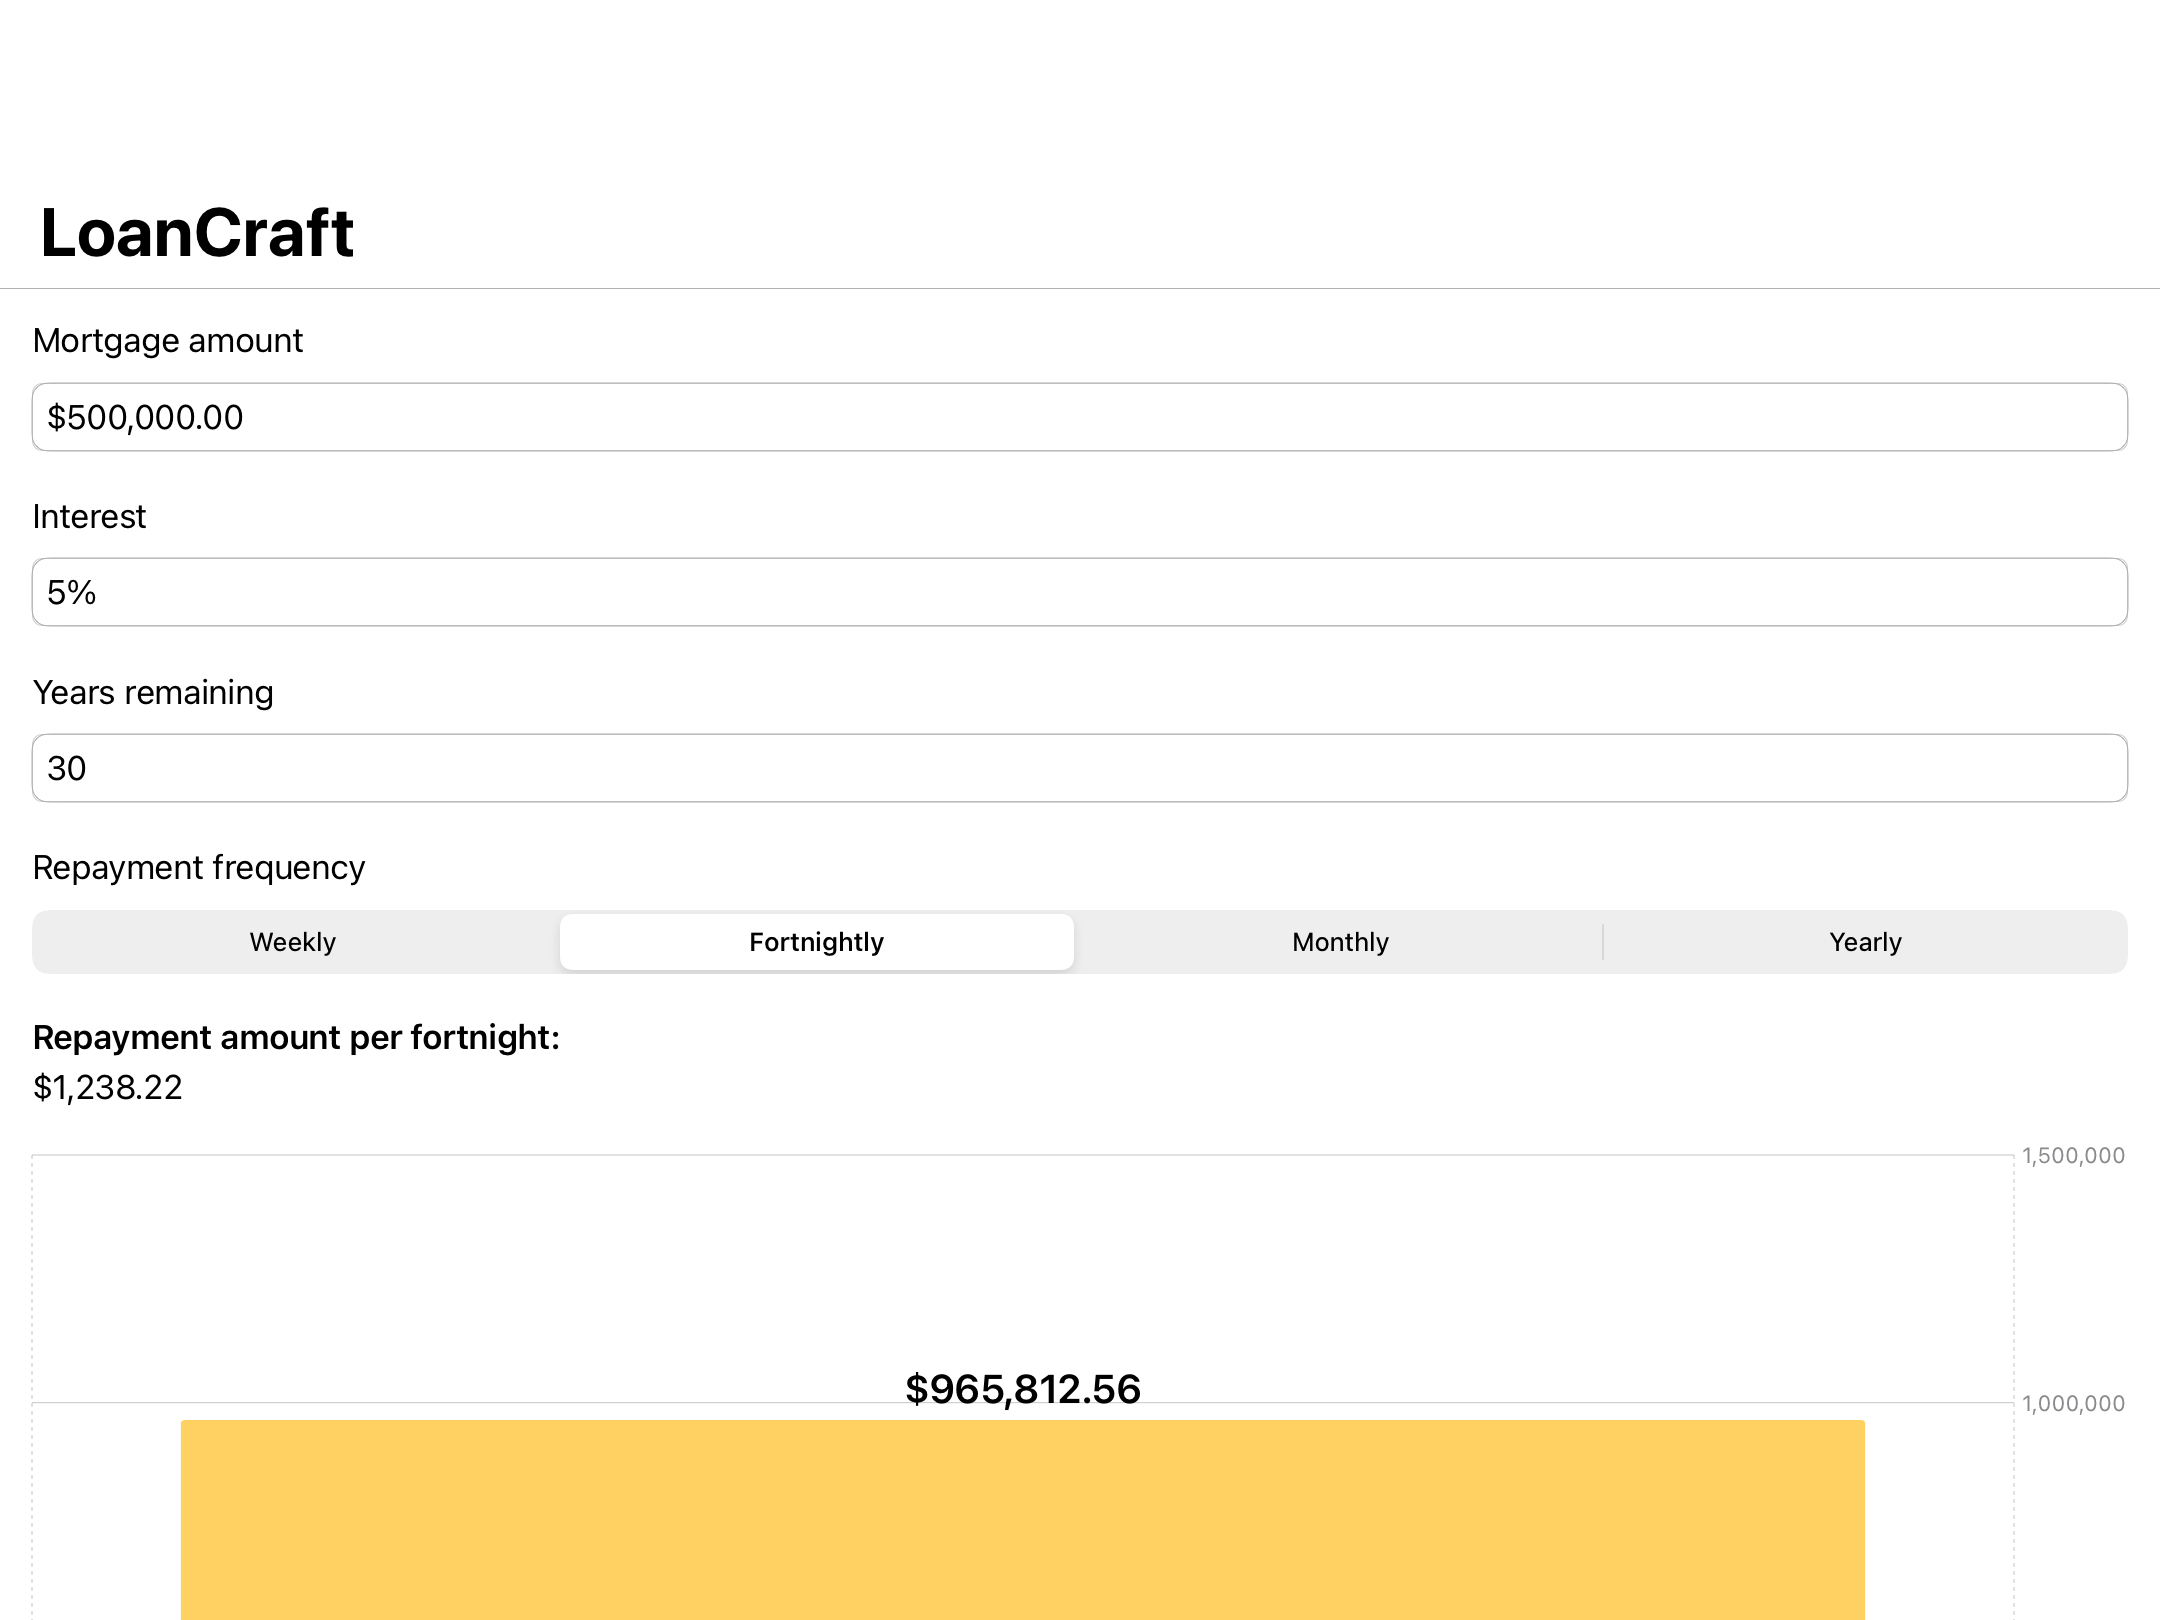 LoanCraft
Mortgage amount
$500,000.00
Interest
5%
Years remaining
30
Repayment frequency
Weekly Fortnightly Monthly Yearly
Repayment amount per fortnight:
$1,238.22
1,500,000
$965,812.56
1,000,000